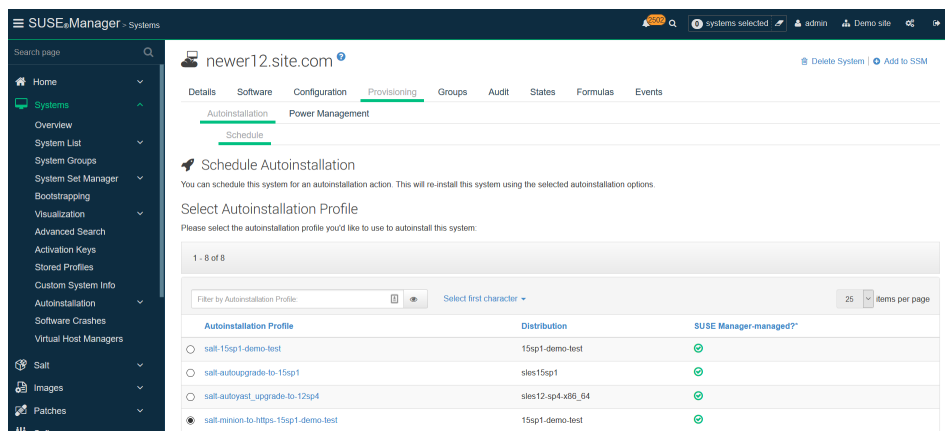 SUSE®Manager > Systems
2502
0 systems selected
admin
Demo site
Search page
Home
Systems
Overview
System List
System Groups
System Set Manager
Bootstrapping
Visualization
Advanced Search
Activation Keys
Stored Profiles
Custom System Info
Autoinstallation
Software Crashes
Virtual Host Managers
Salt
Images
Patches
newer12.site.com ?
Delete System | Add to SSM
Details Software Configuration Provisioning Groups Audit States Formulas Events
Autoinstallation Power Management
Schedule
Schedule Autoinstallation
You can schedule this system for an autoinstallation action. This will re-install this system using the selected autoinstallation options.
Select Autoinstallation Profile
Please select the autoinstallation profile you'd like to use to autoinstall this system:
1 - 8 of 8
Filter by Autoinstallation Profile: Select first character 25 items per page
Autoinstallation Profile Distribution SUSE Manager-managed?*
salt-15sp1-demo-test 15sp1-demo-test
salt-autoupgrade-to-15sp1 sles15sp1
salt-autoyast_upgrade-to-12sp4 sles12-sp4-x86_64
salt-minion-to-https-15sp1-demo-test 15sp1-demo-test